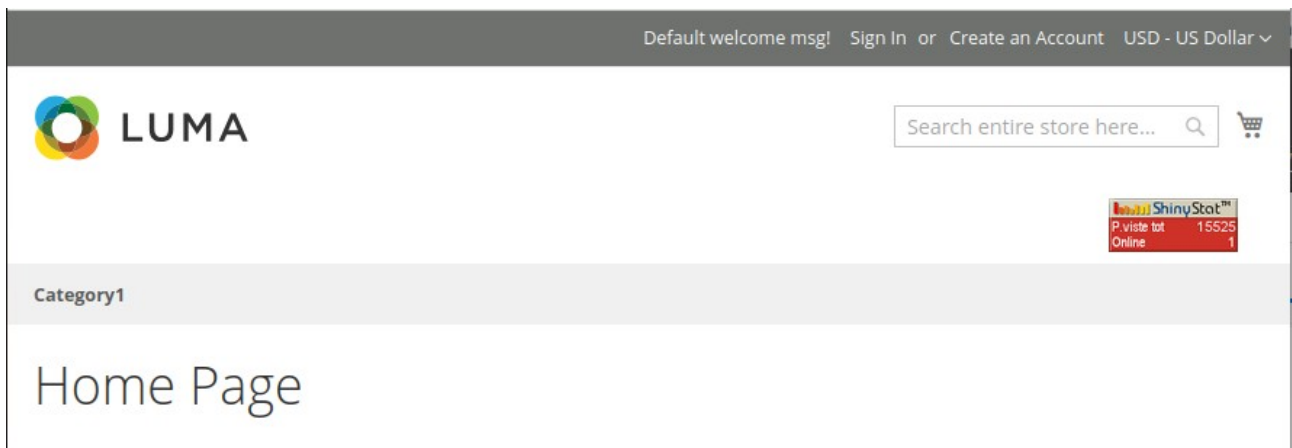 Default welcome msg! Sign In or Create an Account USD - US Dollar
LUMA
Search entire store here...
ShinyStat™
P.viste tot 15525
Online 1
Category1
Home Page